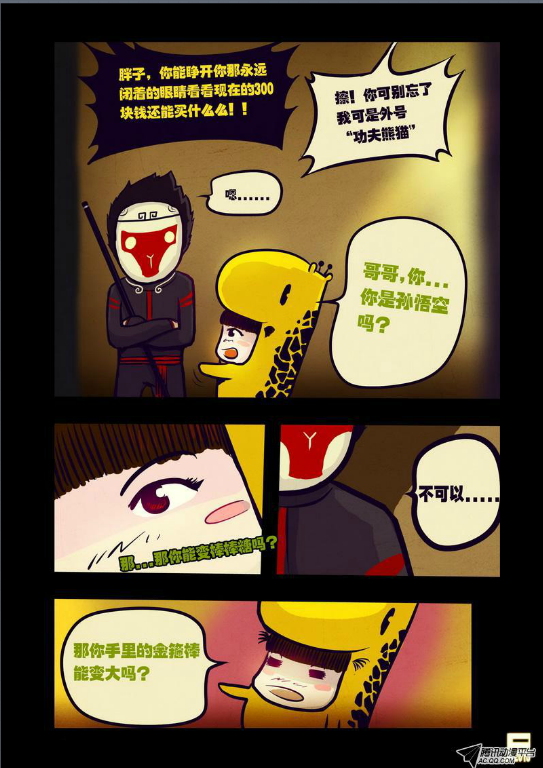 胖子，你能睁开你那永远
闭着的眼睛看看现在的300
块钱还能买什么么！！
擦！你可别忘了
我可是外号
“功夫熊猫”
嗯……
哥哥，你…
你是孙悟空
吗？
那…那你能变棒棒糖吗？
不可以.....
那你手里的金箍棒
能变大吗？
腾讯动漫平台
AC.QQ.COM